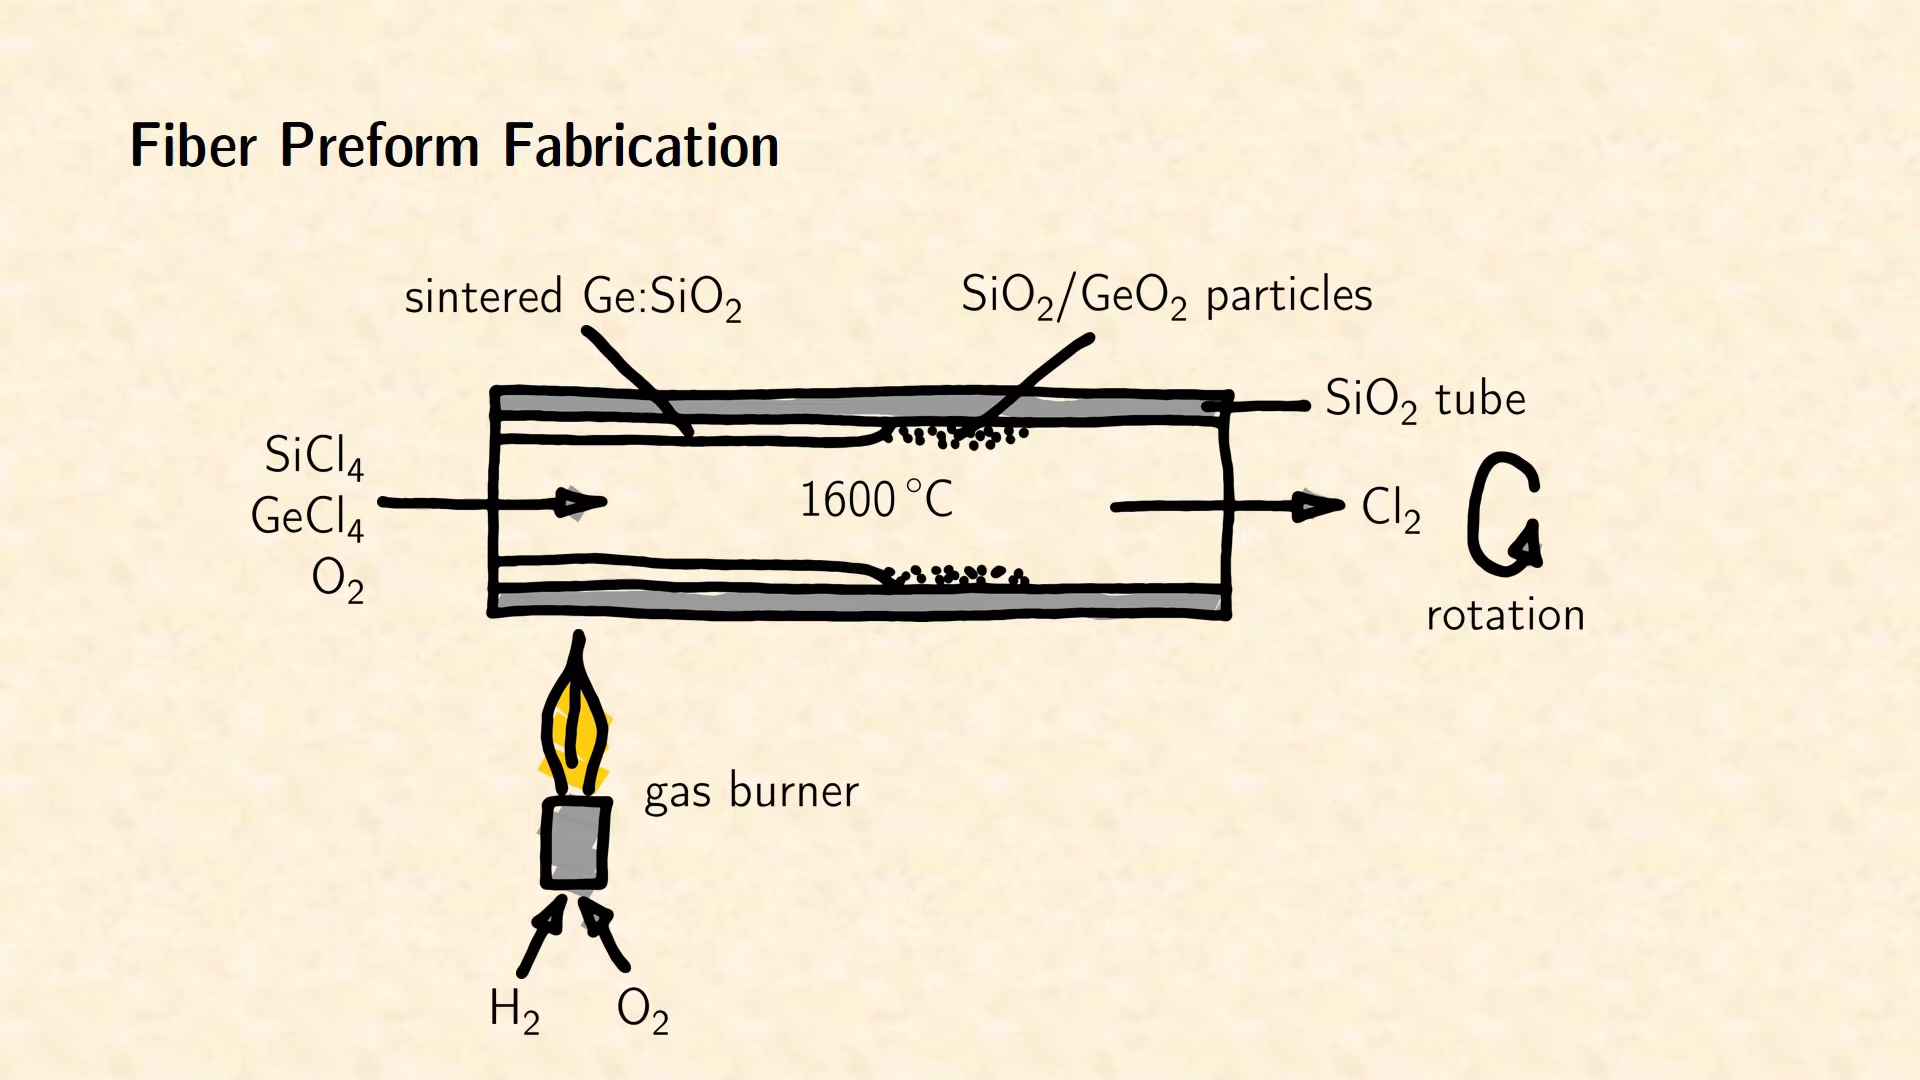 Fiber Preform Fabrication
sintered Ge:SiO₂
SiO₂/GeO₂ particles
SiO₂ tube
SiCl₄
GeCl₄
O₂
1600 °C
Cl₂
rotation
gas burner
H₂
O₂